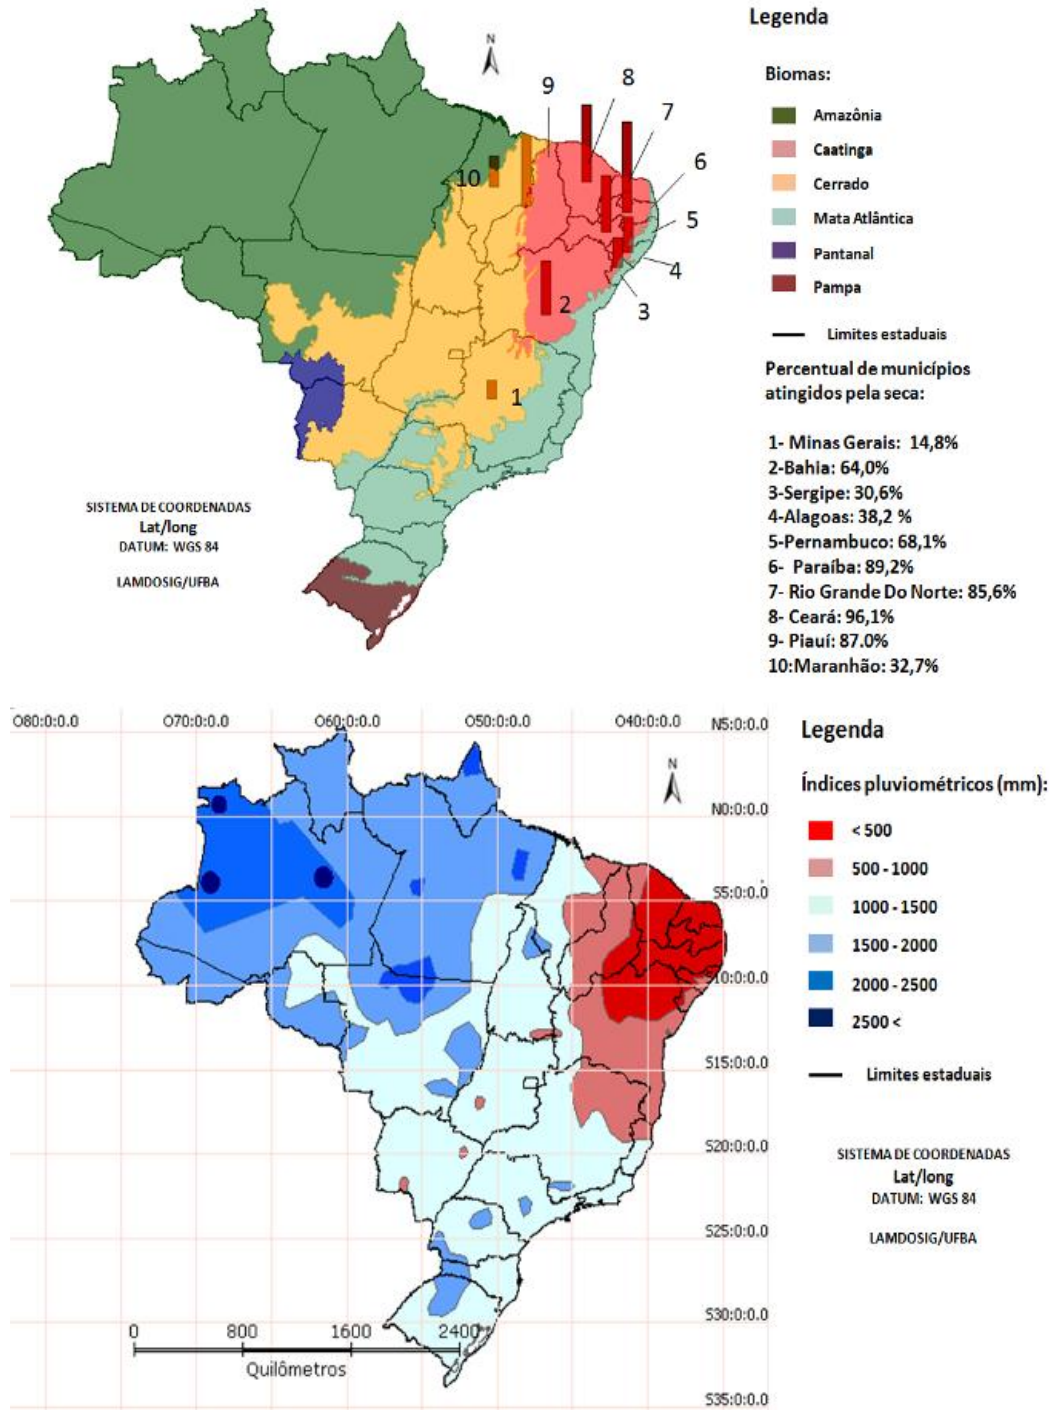 Legenda
Biomas:
Amazônia
Caatinga
Cerrado
Mata Atlântica
Pantanal
Pampa
Limites estaduais
Percentual de municípios
atingidos pela seca:
1- Minas Gerais: 14,8%
2-Bahia: 64,0%
3-Sergipe: 30,6%
4-Alagoas: 38,2 %
5-Pernambuco: 68,1%
6- Paraíba: 89,2%
7- Rio Grande Do Norte: 85,6%
8- Ceará: 96,1%
9- Piauí: 87.0%
10:Maranhão: 32,7%
N
9
8
7
6
10
5
4
2
3
1
SISTEMA DE COORDENADAS
Lat/long
DATUM: WGS 84
LAMDOSIG/UFBA
O80:0:0.0 O70:0:0.0 O60:0:0.0 O50:0:0.0 O40:0:0.0 N5:0:0.0
N
N0:0:0.0
S5:0:0.0
S10:0:0.0
S15:0:0.0
S20:0:0.0
S25:0:0.0
S30:0:0.0
S35:0:0.0
0 800 1600 2400
Quilômetros
Legenda
Índices pluviométricos (mm):
< 500
500 - 1000
1000 - 1500
1500 - 2000
2000 - 2500
2500 <
Limites estaduais
SISTEMA DE COORDENADAS
Lat/long
DATUM: WGS 84
LAMDOSIG/UFBA